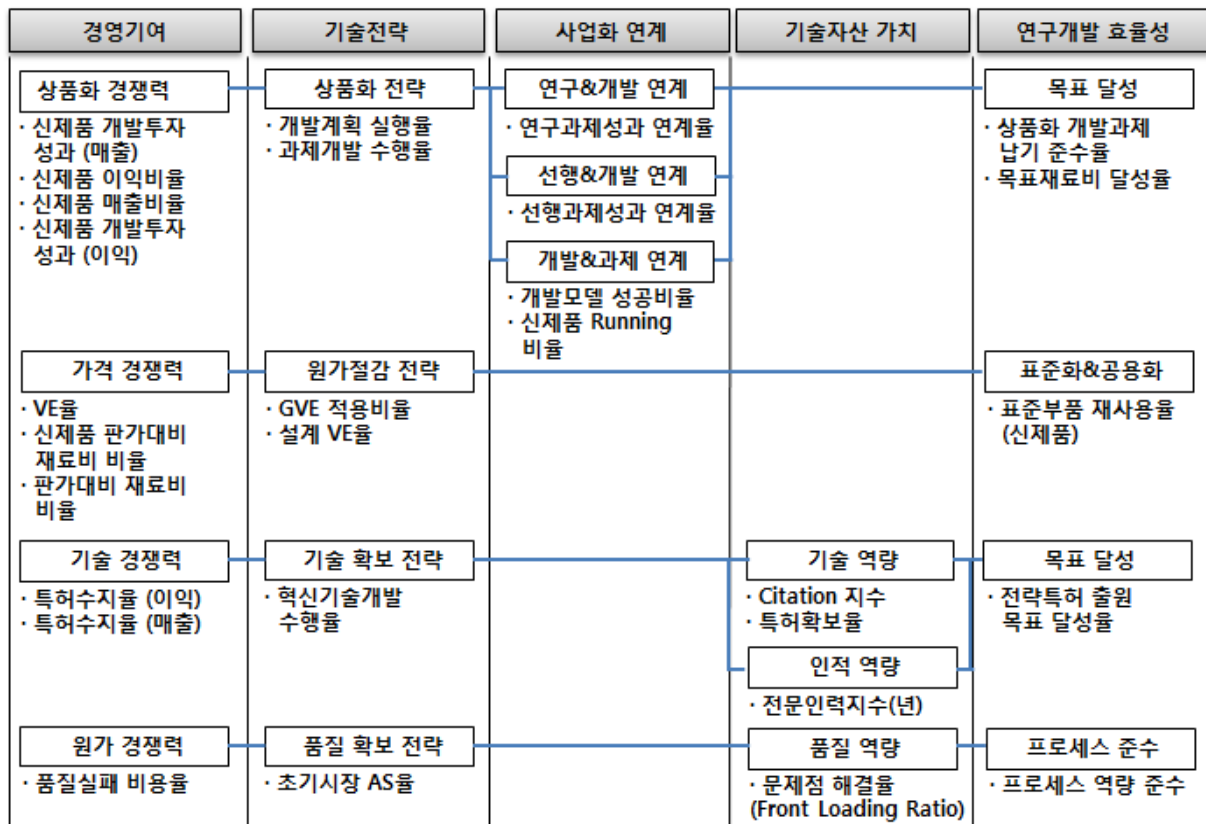 경영기여
기술전략
사업화 연계
기술자산 가치
연구개발 효율성
상품화 경쟁력
· 신제품 개발투자
성과 (매출)
· 신제품 이익비율
· 신제품 매출비율
· 신제품 개발투자
성과 (이익)
상품화 전략
· 개발계획 실행율
· 과제개발 수행율
연구&개발 연계
· 연구과제성과 연계율
선행&개발 연계
· 선행과제성과 연계율
개발&과제 연계
· 개발모델 성공비율
· 신제품 Running
비율
목표 달성
· 상품화 개발과제
납기 준수율
· 목표재료비 달성율
가격 경쟁력
· VE율
· 신제품 판가대비
재료비 비율
· 판가대비 재료비
비율
원가절감 전략
· GVE 적용비율
· 설계 VE율
표준화&공용화
· 표준부품 재사용율
(신제품)
기술 경쟁력
· 특허수지율 (이익)
· 특허수지율 (매출)
기술 확보 전략
· 혁신기술개발
수행율
기술 역량
· Citation 지수
· 특허확보율
인적 역량
· 전문인력지수(년)
목표 달성
· 전략특허 출원
목표 달성율
원가 경쟁력
· 품질실패 비용율
품질 확보 전략
· 초기시장 AS율
품질 역량
· 문제점 해결율
(Front Loading Ratio)
프로세스 준수
· 프로세스 역량 준수